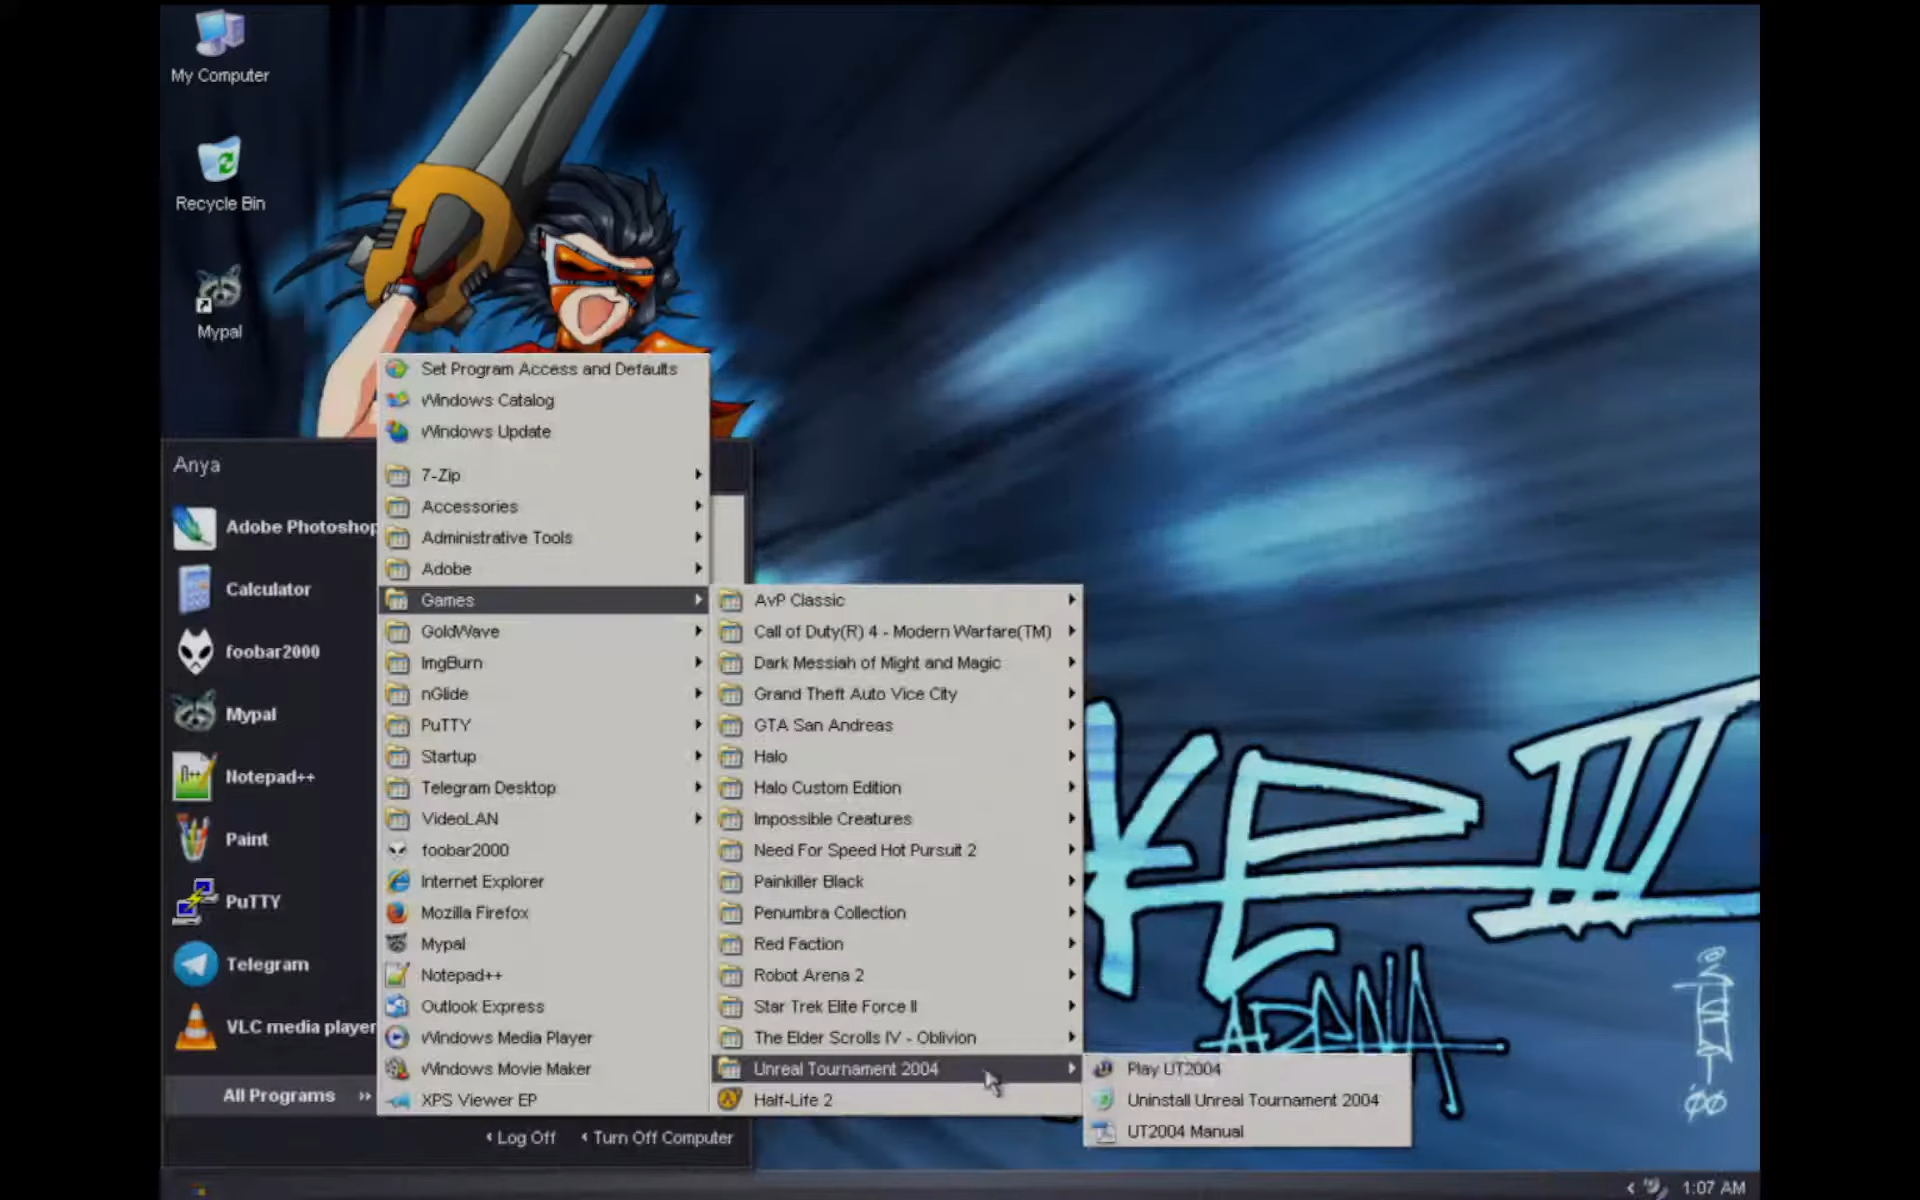 My Computer
Recycle Bin
Mypal
Anya
Adobe Photoshop
Calculator
foobar2000
Mypal
Notepad++
Paint
PuTTY
Telegram
VLC media player
All Programs
Log Off
Turn Off Computer
Set Program Access and Defaults
Windows Catalog
Windows Update
7-Zip
Accessories
Administrative Tools
Adobe
Games
GoldWave
ImgBurn
nGlide
PuTTY
Startup
Telegram Desktop
VideoLAN
foobar2000
Internet Explorer
Mozilla Firefox
Mypal
Notepad++
Outlook Express
Windows Media Player
Windows Movie Maker
XPS Viewer EP
AvP Classic
Call of Duty(R) 4 - Modern Warfare(TM)
Dark Messiah of Might and Magic
Grand Theft Auto Vice City
GTA San Andreas
Halo
Halo Custom Edition
Impossible Creatures
Need For Speed Hot Pursuit 2
Painkiller Black
Penumbra Collection
Red Faction
Robot Arena 2
Star Trek Elite Force II
The Elder Scrolls IV - Oblivion
Unreal Tournament 2004
Half-Life 2
Play UT2004
Uninstall Unreal Tournament 2004
UT2004 Manual
KE III
ARENA
1:07 AM